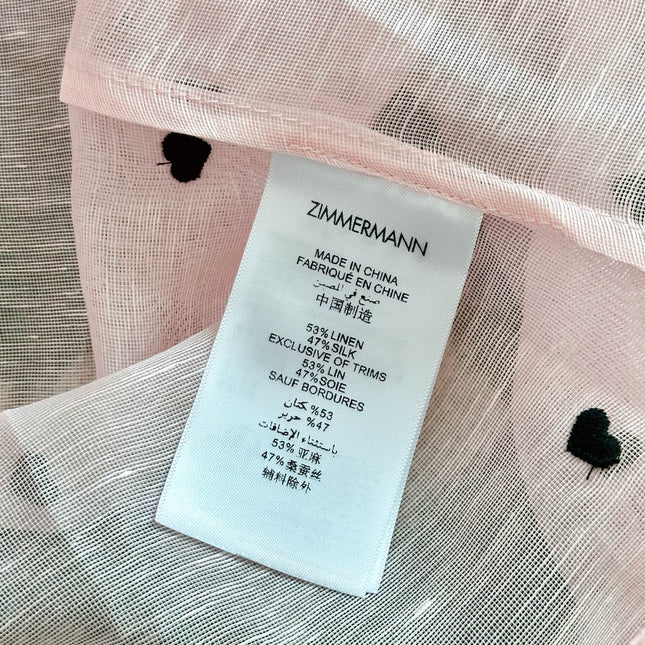 ZIMMERMANN
MADE IN CHINA
FABRIQUÉ EN CHINE
صنع في الصين
中国制造
53% LINEN
47% SILK
EXCLUSIVE OF TRIMS
53% LIN
47% SOIE
SAUF BORDURES
%53 كتان
%47 حرير
باستثناء الإضافات
53% 亚麻
47% 桑蚕丝
辅料除外